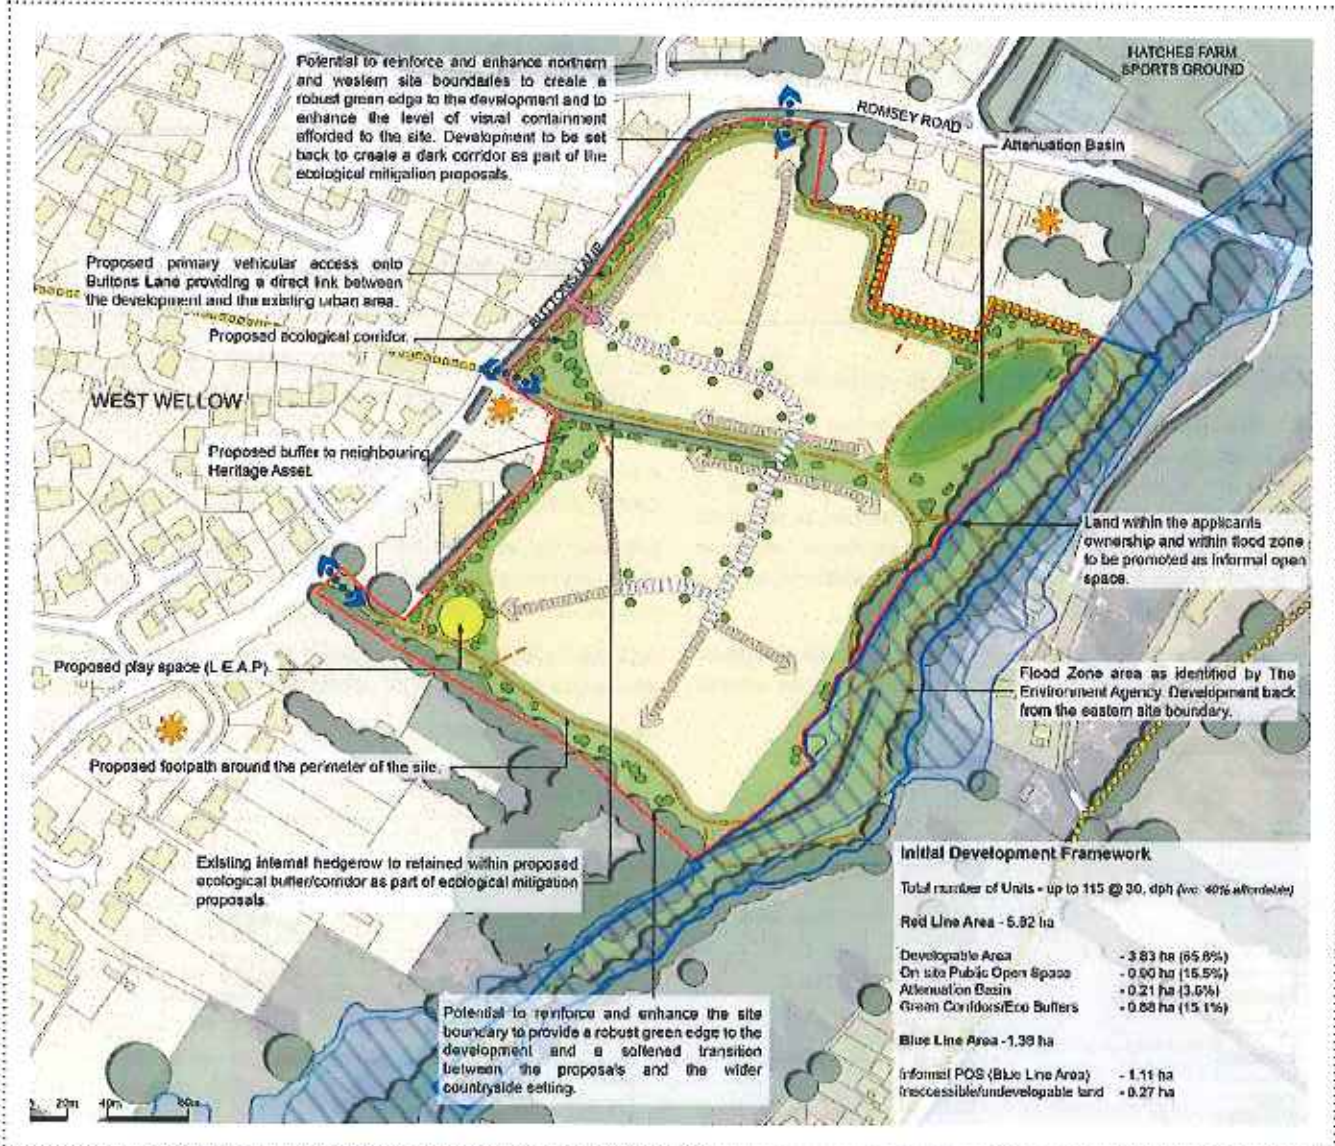 Potential to reinforce and enhance northern
and western site boundaries to create a
robust green edge to the development and to
enhance the level of visual containment
afforded to the site. Development to be set
back to create a dark corridor as part of the
ecological mitigation proposals.
HATCHES FARM
SPORTS GROUND
ROMSEY ROAD
Attenuation Basin
Proposed primary vehicular access onto
Buttons Lane providing a direct link between
the development and the existing urban area.
BUTTONS LANE
Proposed ecological corridor.
WEST WELLOW
Proposed buffer to neighbouring
Heritage Asset.
Land within the applicants
ownership and within flood zone
to be promoted as informal open
space.
Proposed play space (L.E.A.P).
Flood Zone area as identified by The
Environment Agency. Development back
from the eastern site boundary.
Proposed footpath around the perimeter of the site.
Existing internal hedgerow to retained within proposed
ecological buffer/corridor as part of ecological mitigation
proposals.
Potential to reinforce and enhance the site
boundary to provide a robust green edge to the
development and a softened transition
between the proposals and the wider
countryside setting.
Initial Development Framework
Total number of Units - up to 115 @ 30, dph (inc. 40% affordable)
Red Line Area - 5.82 ha
Developable Area - 3.83 ha (65.8%)
On site Public Open Space - 0.90 ha (15.5%)
Attenuation Basin - 0.21 ha (3.6%)
Green Corridors/Eco Buffers - 0.88 ha (15.1%)
Blue Line Area - 1.38 ha
Informal POS (Blue Line Area) - 1.11 ha
Inaccessible/undevelopable land - 0.27 ha
20m 40m 80m